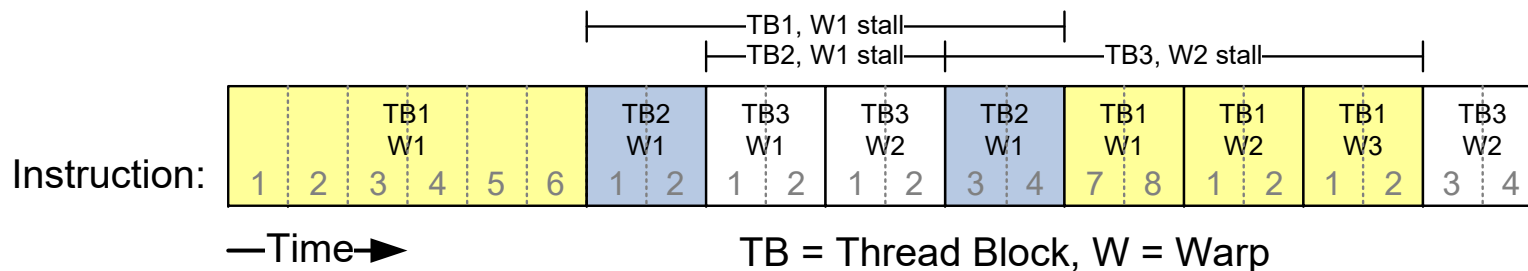 TB1, W1 stall
TB2, W1 stall TB3, W2 stall
TB1 TB2 TB3 TB3 TB2 TB1 TB1 TB1 TB3
W1 W1 W1 W2 W1 W1 W2 W3 W2
Instruction: 1 2 3 4 5 6 1 2 1 2 1 2 3 4 7 8 1 2 1 2 3 4
Time TB = Thread Block, W = Warp